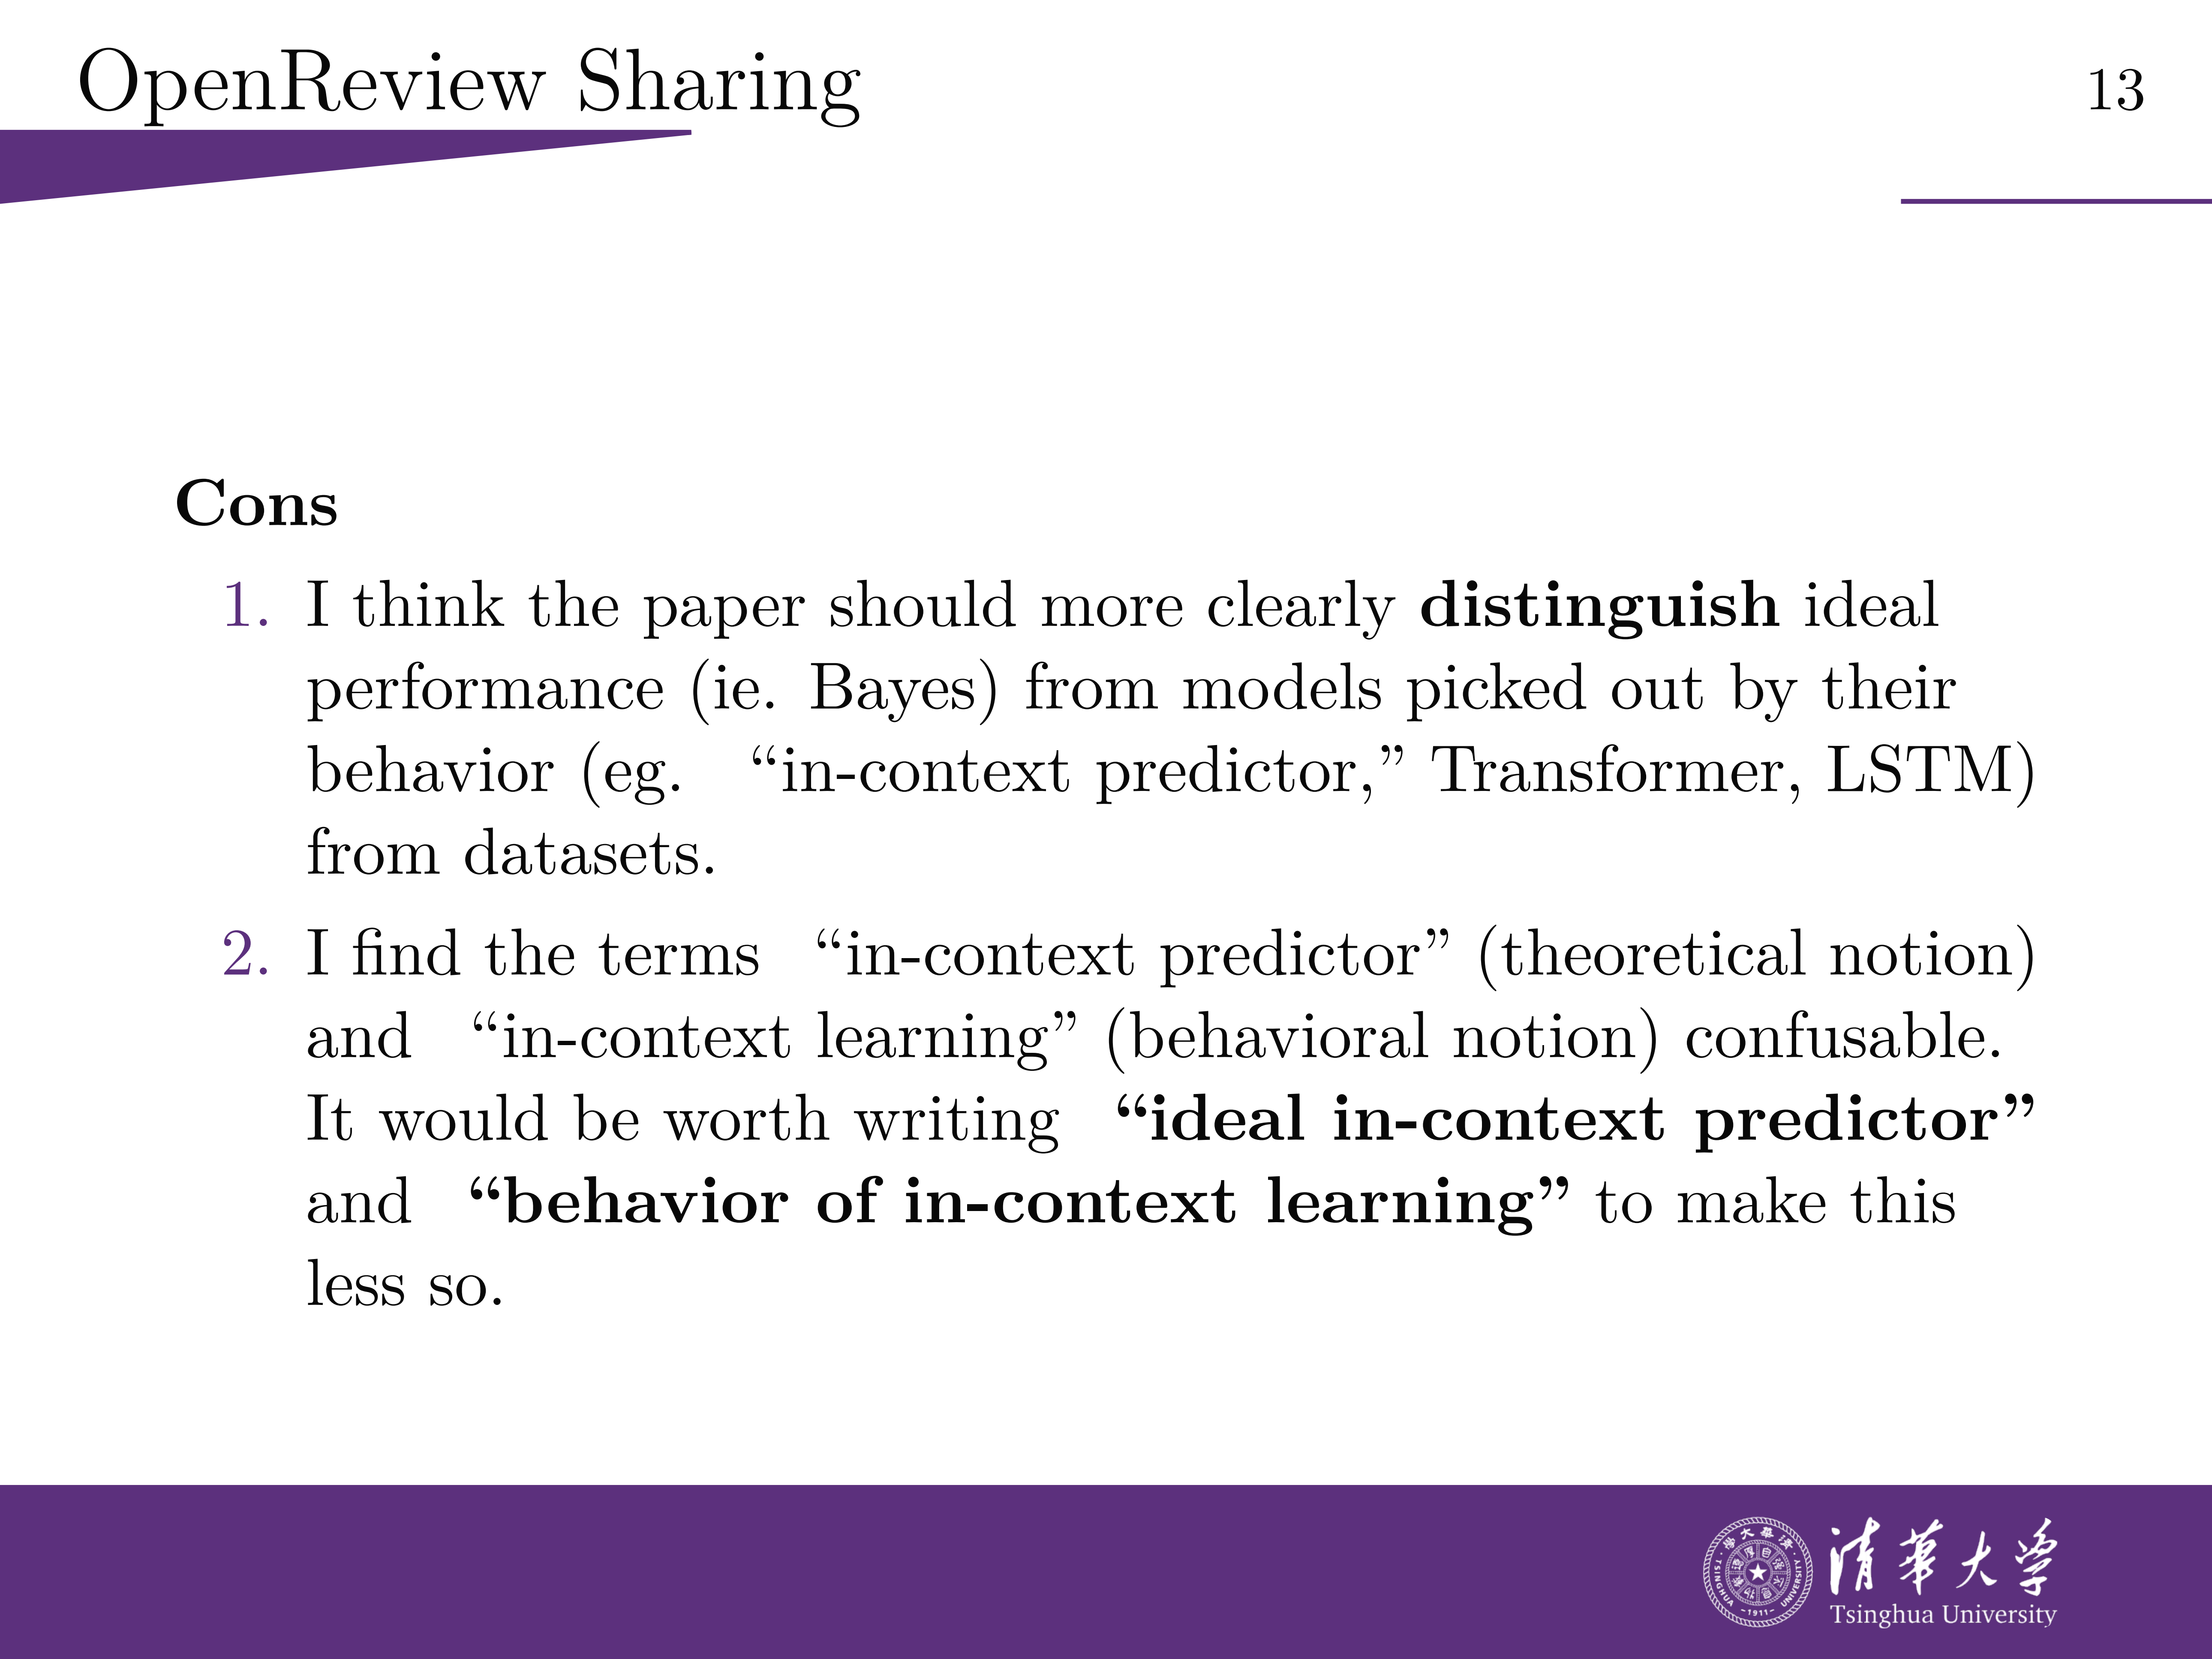 OpenReview Sharing
13
Cons
1. I think the paper should more clearly distinguish ideal
performance (ie. Bayes) from models picked out by their
behavior (eg. “in-context predictor,” Transformer, LSTM)
from datasets.
2. I find the terms “in-context predictor” (theoretical notion)
and “in-context learning” (behavioral notion) confusable.
It would be worth writing “ideal in-context predictor”
and “behavior of in-context learning” to make this
less so.
清華大学
Tsinghua University
TSINGHUA UNIVERSITY
-1911-